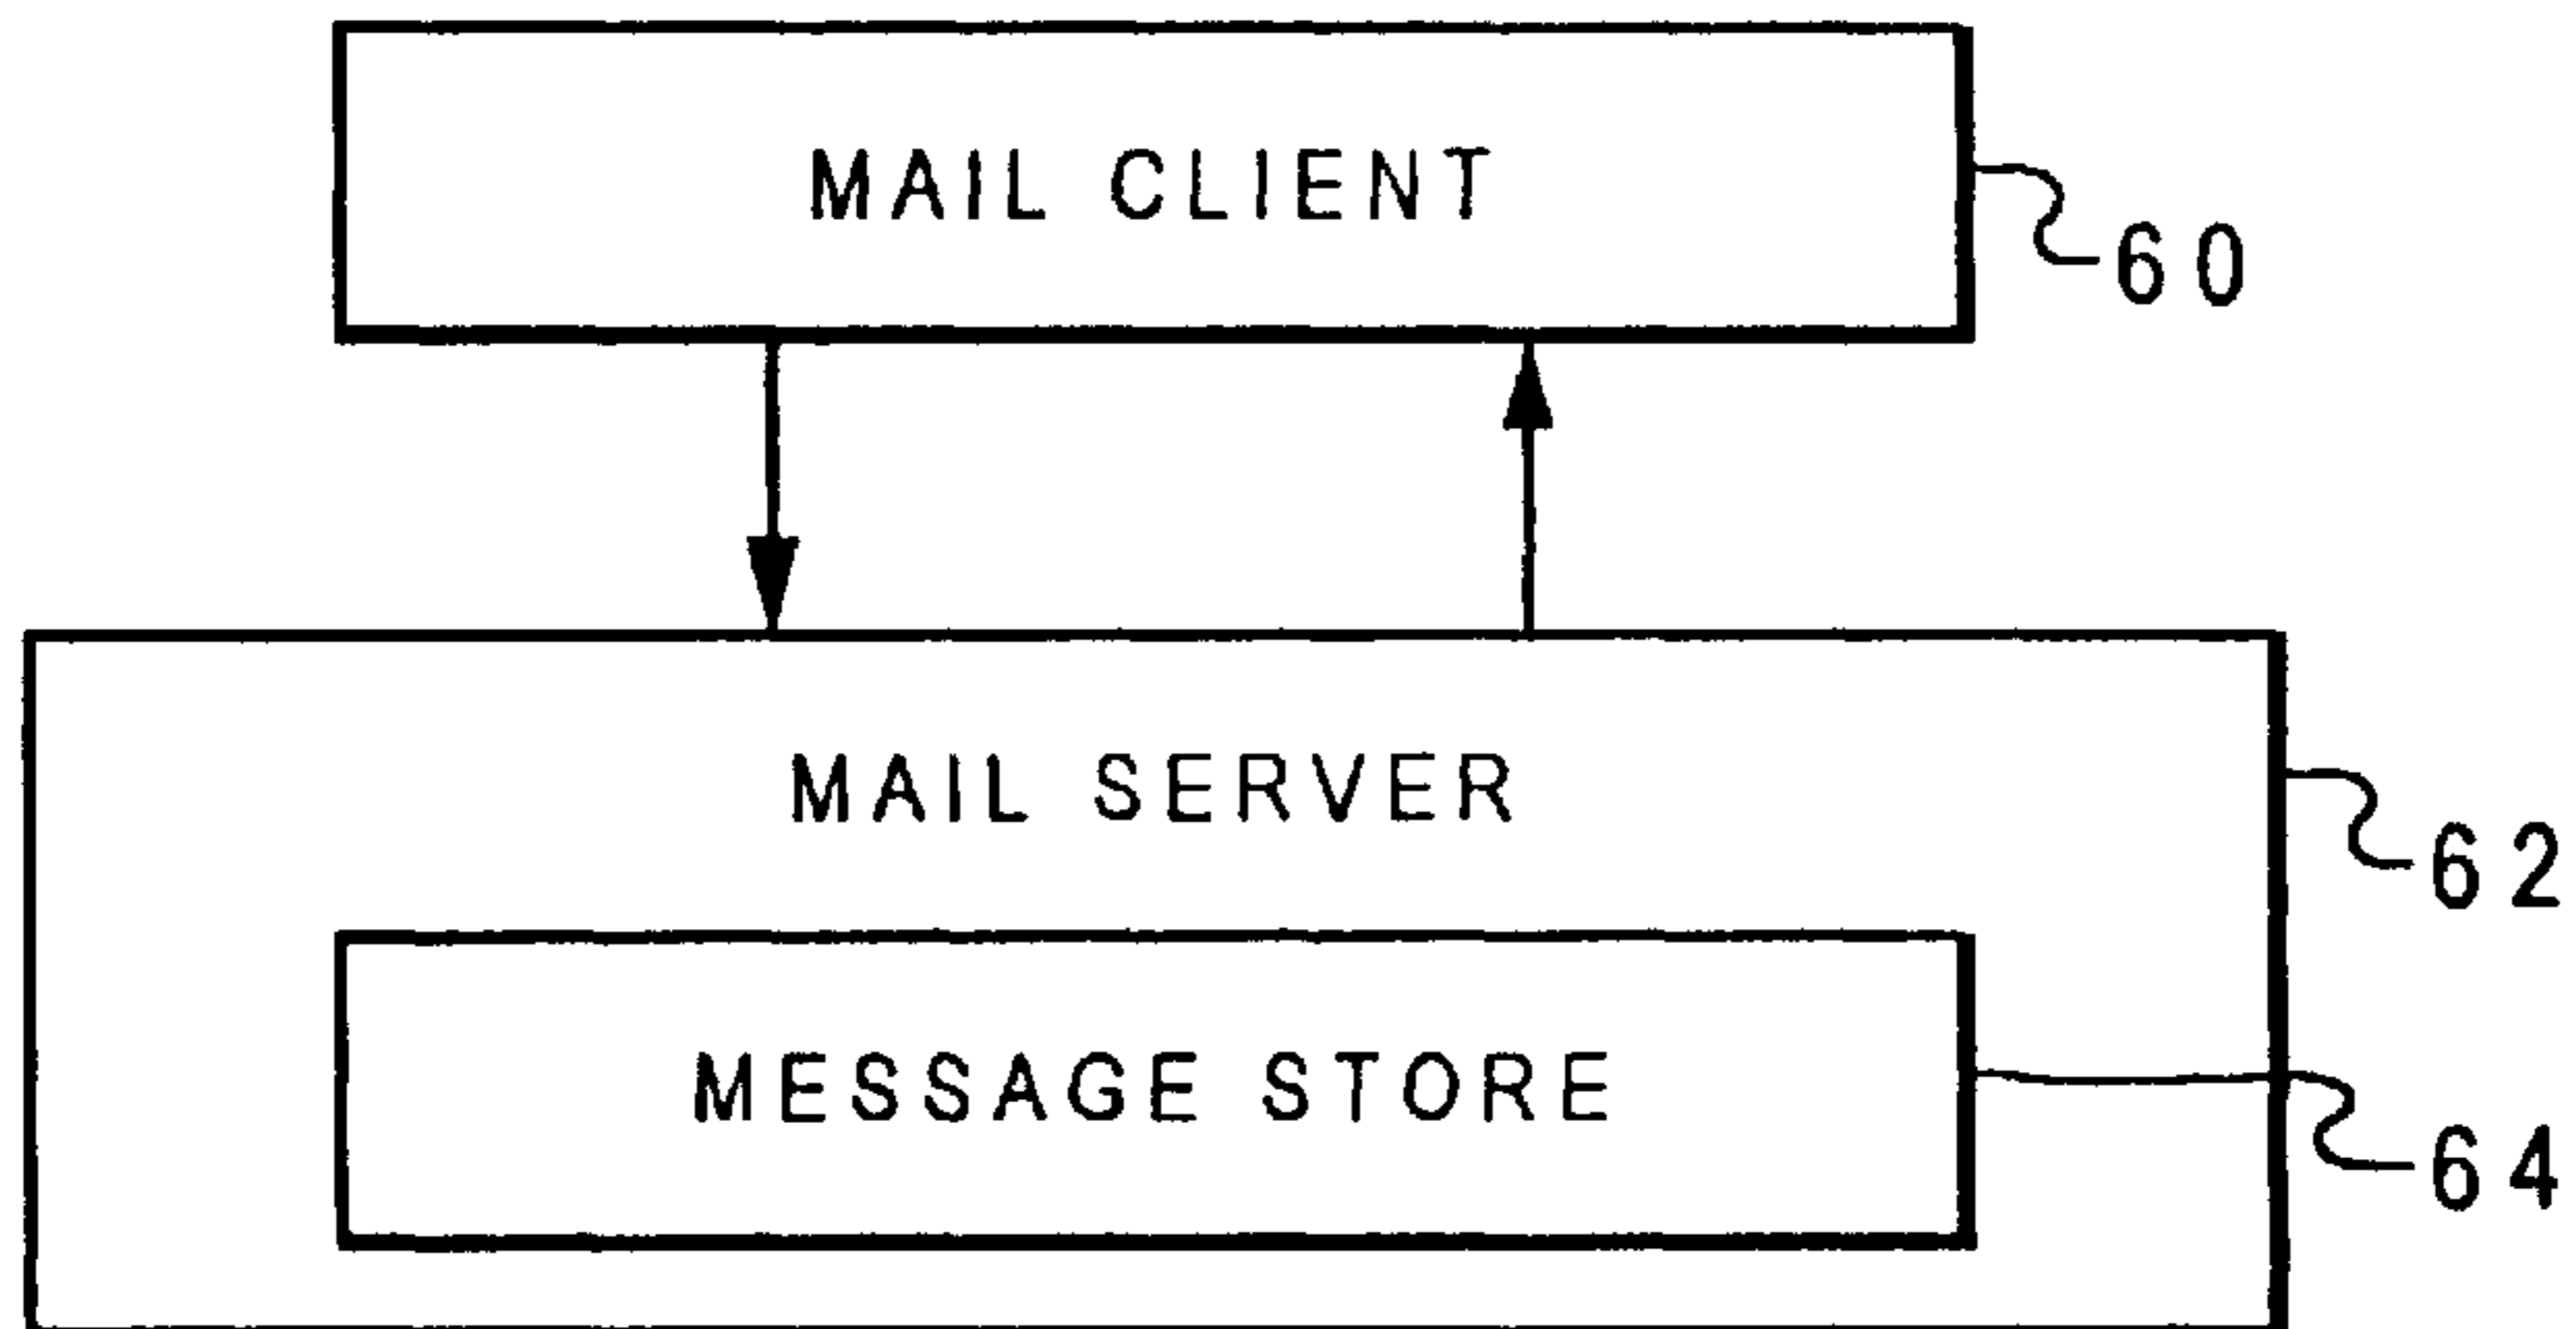 MAIL CLIENT
60
MAIL SERVER
62
MESSAGE STORE
64